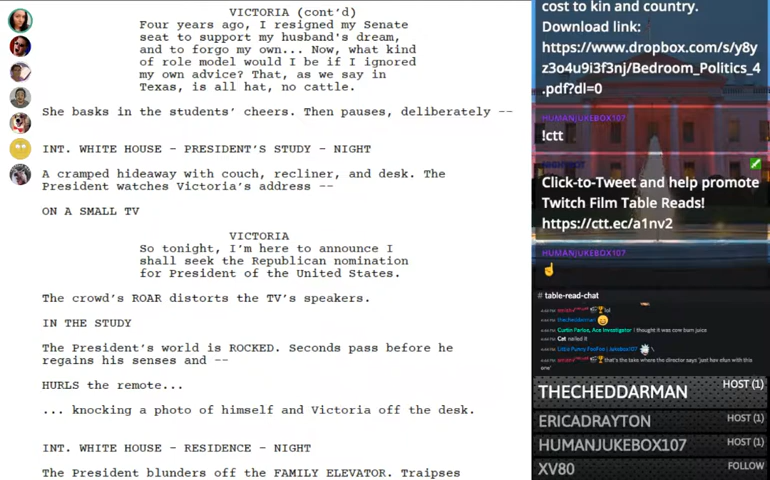 VICTORIA (cont'd)
Four years ago, I resigned my Senate
seat to support my husband's dream,
and to forgo my own... Now, what kind
of role model would I be if I ignored
my own advice? That, as we say in
Texas, is all hat, no cattle.
She basks in the students' cheers. Then pauses, deliberately --
INT. WHITE HOUSE - PRESIDENT'S STUDY - NIGHT
A cramped hideaway with couch, recliner, and desk. The
President watches Victoria's address --
ON A SMALL TV
VICTORIA
So tonight, I'm here to announce I
shall seek the Republican nomination
for President of the United States.
The crowd's ROAR distorts the TV's speakers.
IN THE STUDY
The President's world is ROCKED. Seconds pass before he
regains his senses and --
HURLS the remote...
... knocking a photo of himself and Victoria off the desk.
INT. WHITE HOUSE - RESIDENCE - NIGHT
The President blunders off the FAMILY ELEVATOR. Traipses
cost to kin and country.
Download link:
https://www.dropbox.com/s/y8y
z3o4u9i3f3nj/Bedroom_Politics_4
.pdf?dl=0
HUMANJUKEBOX107
!ctt
Click-to-Tweet and help promote
Twitch Film Table Reads!
https://ctt.ec/a1nv2
HUMANJUKEBOX107
# table-read-chat
lol
thecheddarman
Curtin Parloe, Ace Investigator I thought it was cow burn juice
Cat nailed it
Little Funny FooFoo | Jukebox107
"that's the take where the director says 'just hav efun with this
one'
THECHEDDARMAN HOST (1)
ERICADRAYTON HOST (1)
HUMANJUKEBOX107 HOST (1)
XV80 FOLLOW